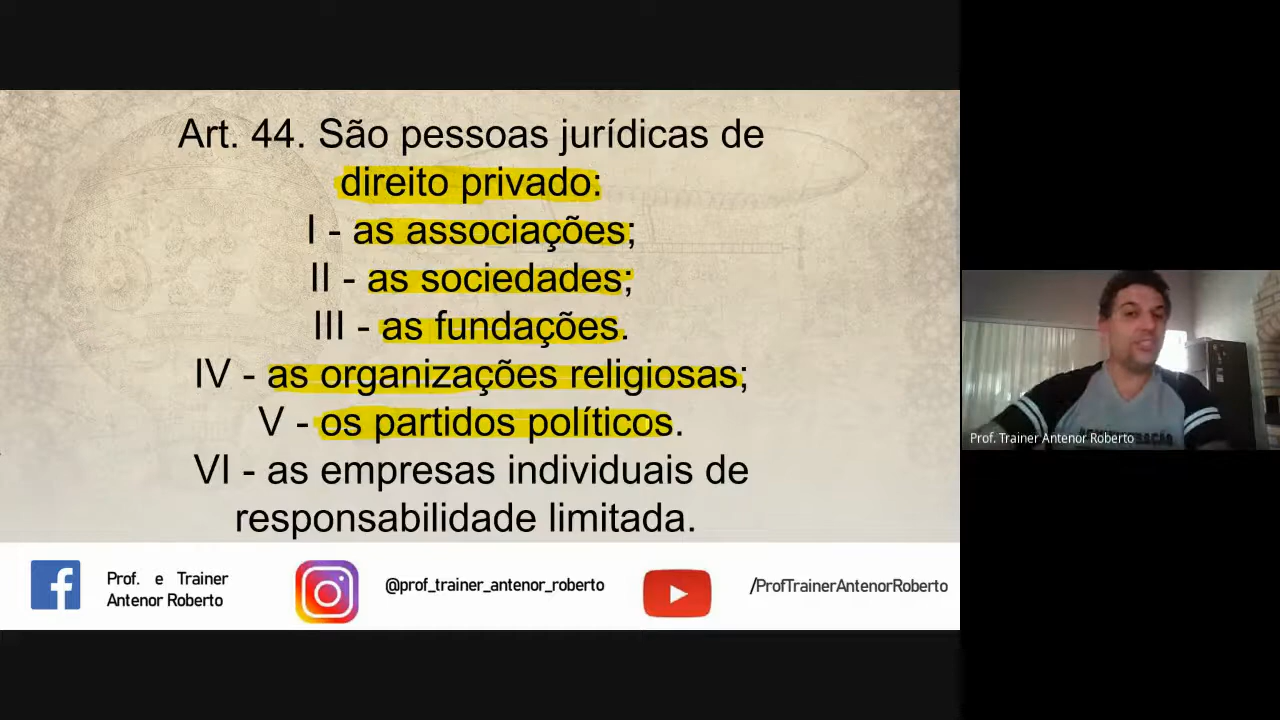 Art. 44. São pessoas jurídicas de
direito privado:
I - as associações;
II - as sociedades;
III - as fundações.
IV - as organizações religiosas;
V - os partidos políticos.
VI - as empresas individuais de
responsabilidade limitada.
Prof. e Trainer
Antenor Roberto
@prof_trainer_antenor_roberto
/ProfTrainerAntenorRoberto
Prof. Trainer Antenor Roberto